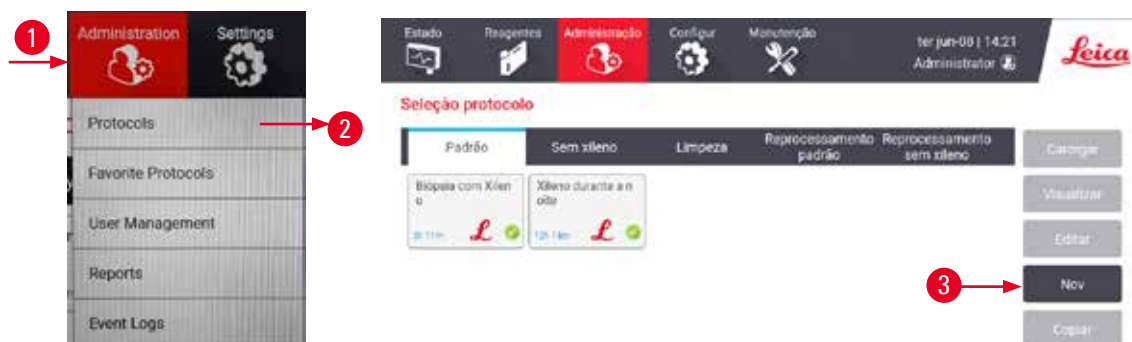 1
Administration Settings
Protocols
2
Favorite Protocols
User Management
Reports
Event Logs
Estado Reagentes Administração Configur Manutenção
ter jun-08 | 14:21
Administrator
Leica
Seleção protocolo
Padrão Sem xileno Limpeza Reprocessamento padrão Reprocessamento sem xileno
Carregar
Biópsia com Xilen
o
Xileno durante a n
oite
Visualizar
12h 14m
Editar
3
Nov
Copiar